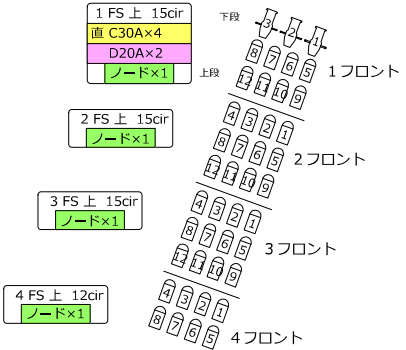 1 FS 上 15cir
直 C30A×4
D20A×2
ノード×1
下段
上段
3 2 1
8 7 6 5
12 11 10 9
1フロント
2 FS 上 15cir
ノード×1
4 3 2 1
8 7 6 5
12 11 10 9
2フロント
3 FS 上 15cir
ノード×1
4 3 2 1
8 7 6 5
12 11 10 9
3フロント
4 FS 上 12cir
ノード×1
4 3 2 1
8 7 6 5
4フロント